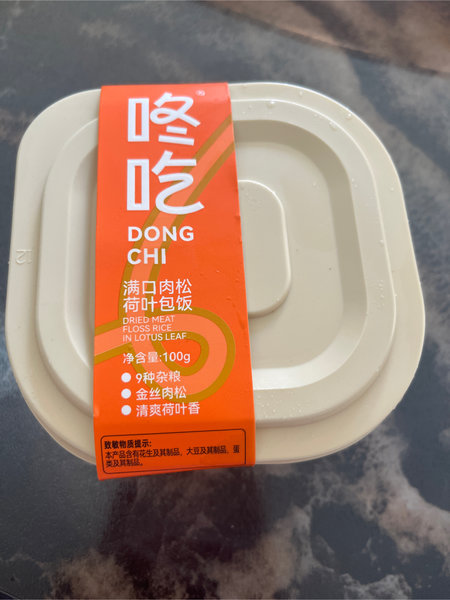 咚吃®
DONG
CHI
满口肉松
荷叶包饭
DRIED MEAT
FLOSS RICE
IN LOTUS LEAF
净含量:100g
9种杂粮
金丝肉松
清爽荷叶香
致敏物质提示:
本产品含有花生及其制品，大豆及其制品，蛋
类及其制品。
12